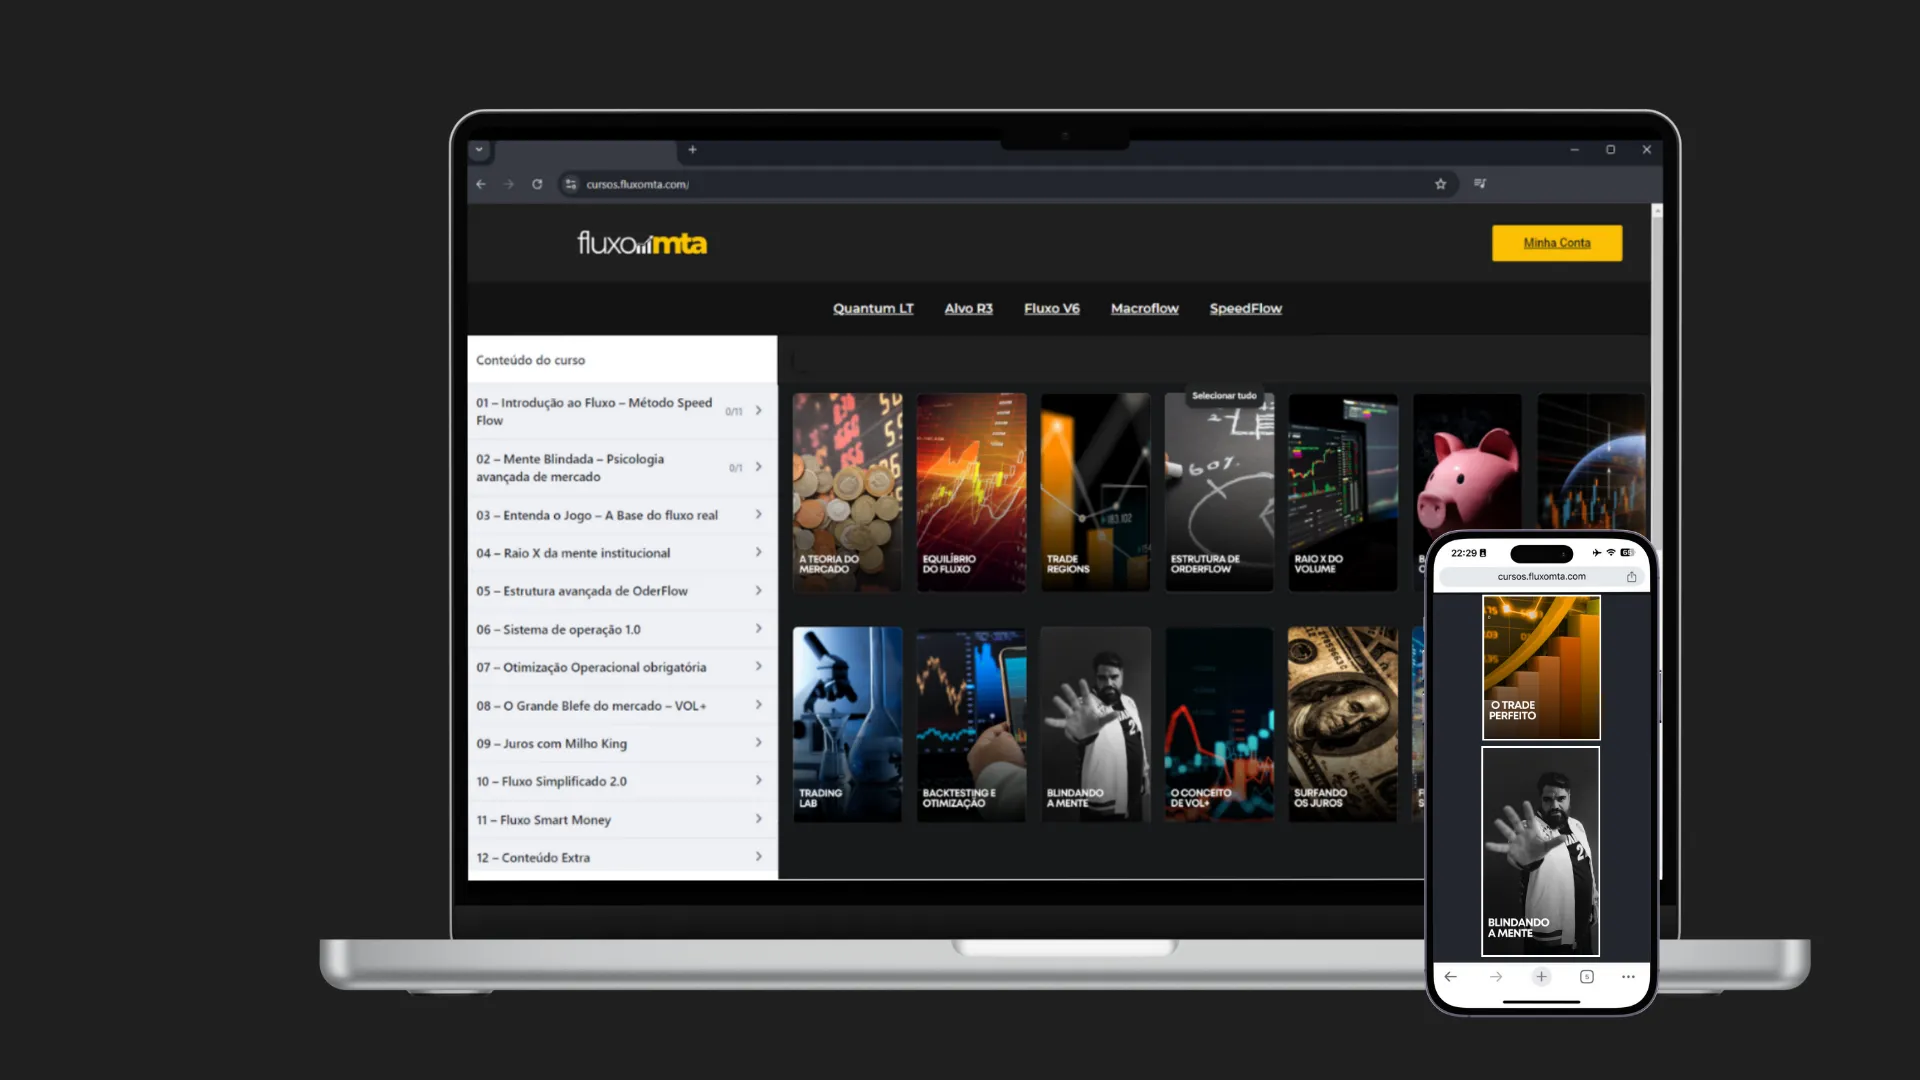 cursos.fluxomta.com/
fluxomta
Minha Conta
Quantum LT
Alvo R3
Fluxo V6
Macroflow
SpeedFlow
Conteúdo do curso
01 – Introdução ao Fluxo – Método Speed
Flow
0/11
02 – Mente Blindada – Psicologia
avançada de mercado
0/1
03 – Entenda o Jogo – A Base do fluxo real
04 – Raio X da mente institucional
05 – Estrutura avançada de OderFlow
06 – Sistema de operação 1.0
07 – Otimização Operacional obrigatória
08 – O Grande Blefe do mercado – VOL+
09 – Juros com Milho King
10 – Fluxo Simplificado 2.0
11 – Fluxo Smart Money
12 – Conteúdo Extra
Selecionar tudo
A TEORIA DO
MERCADO
EQUILÍBRIO
DO FLUXO
183.102
TRADE
REGIONS
60%
ESTRUTURA DE
ORDERFLOW
RAIO X DO
VOLUME
TRADING
LAB
BACKTESTING E
OTIMIZAÇÃO
BLINDANDO
A MENTE
O CONCEITO
DE VOL+
SURFANDO
OS JUROS
22:29
65
cursos.fluxomta.com
O TRADE
PERFEITO
BLINDANDO
A MENTE
5